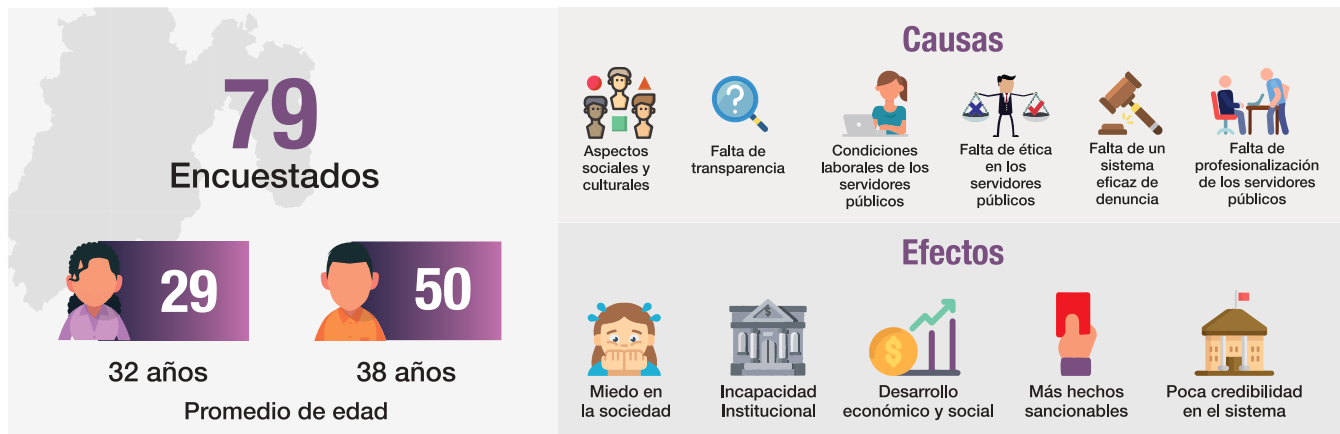 79
Encuestados
29
50
32 años
38 años
Promedio de edad
Causas
Aspectos
sociales y
culturales
Falta de
transparencia
Condiciones
laborales de los
servidores
públicos
Falta de ética
en los
servidores
públicos
Falta de un
sistema
eficaz de
denuncia
Falta de
profesionalización
de los servidores
públicos
Efectos
Miedo en
la sociedad
Incapacidad
Institucional
Desarrollo
económico y social
Más hechos
sancionables
Poca credibilidad
en el sistema